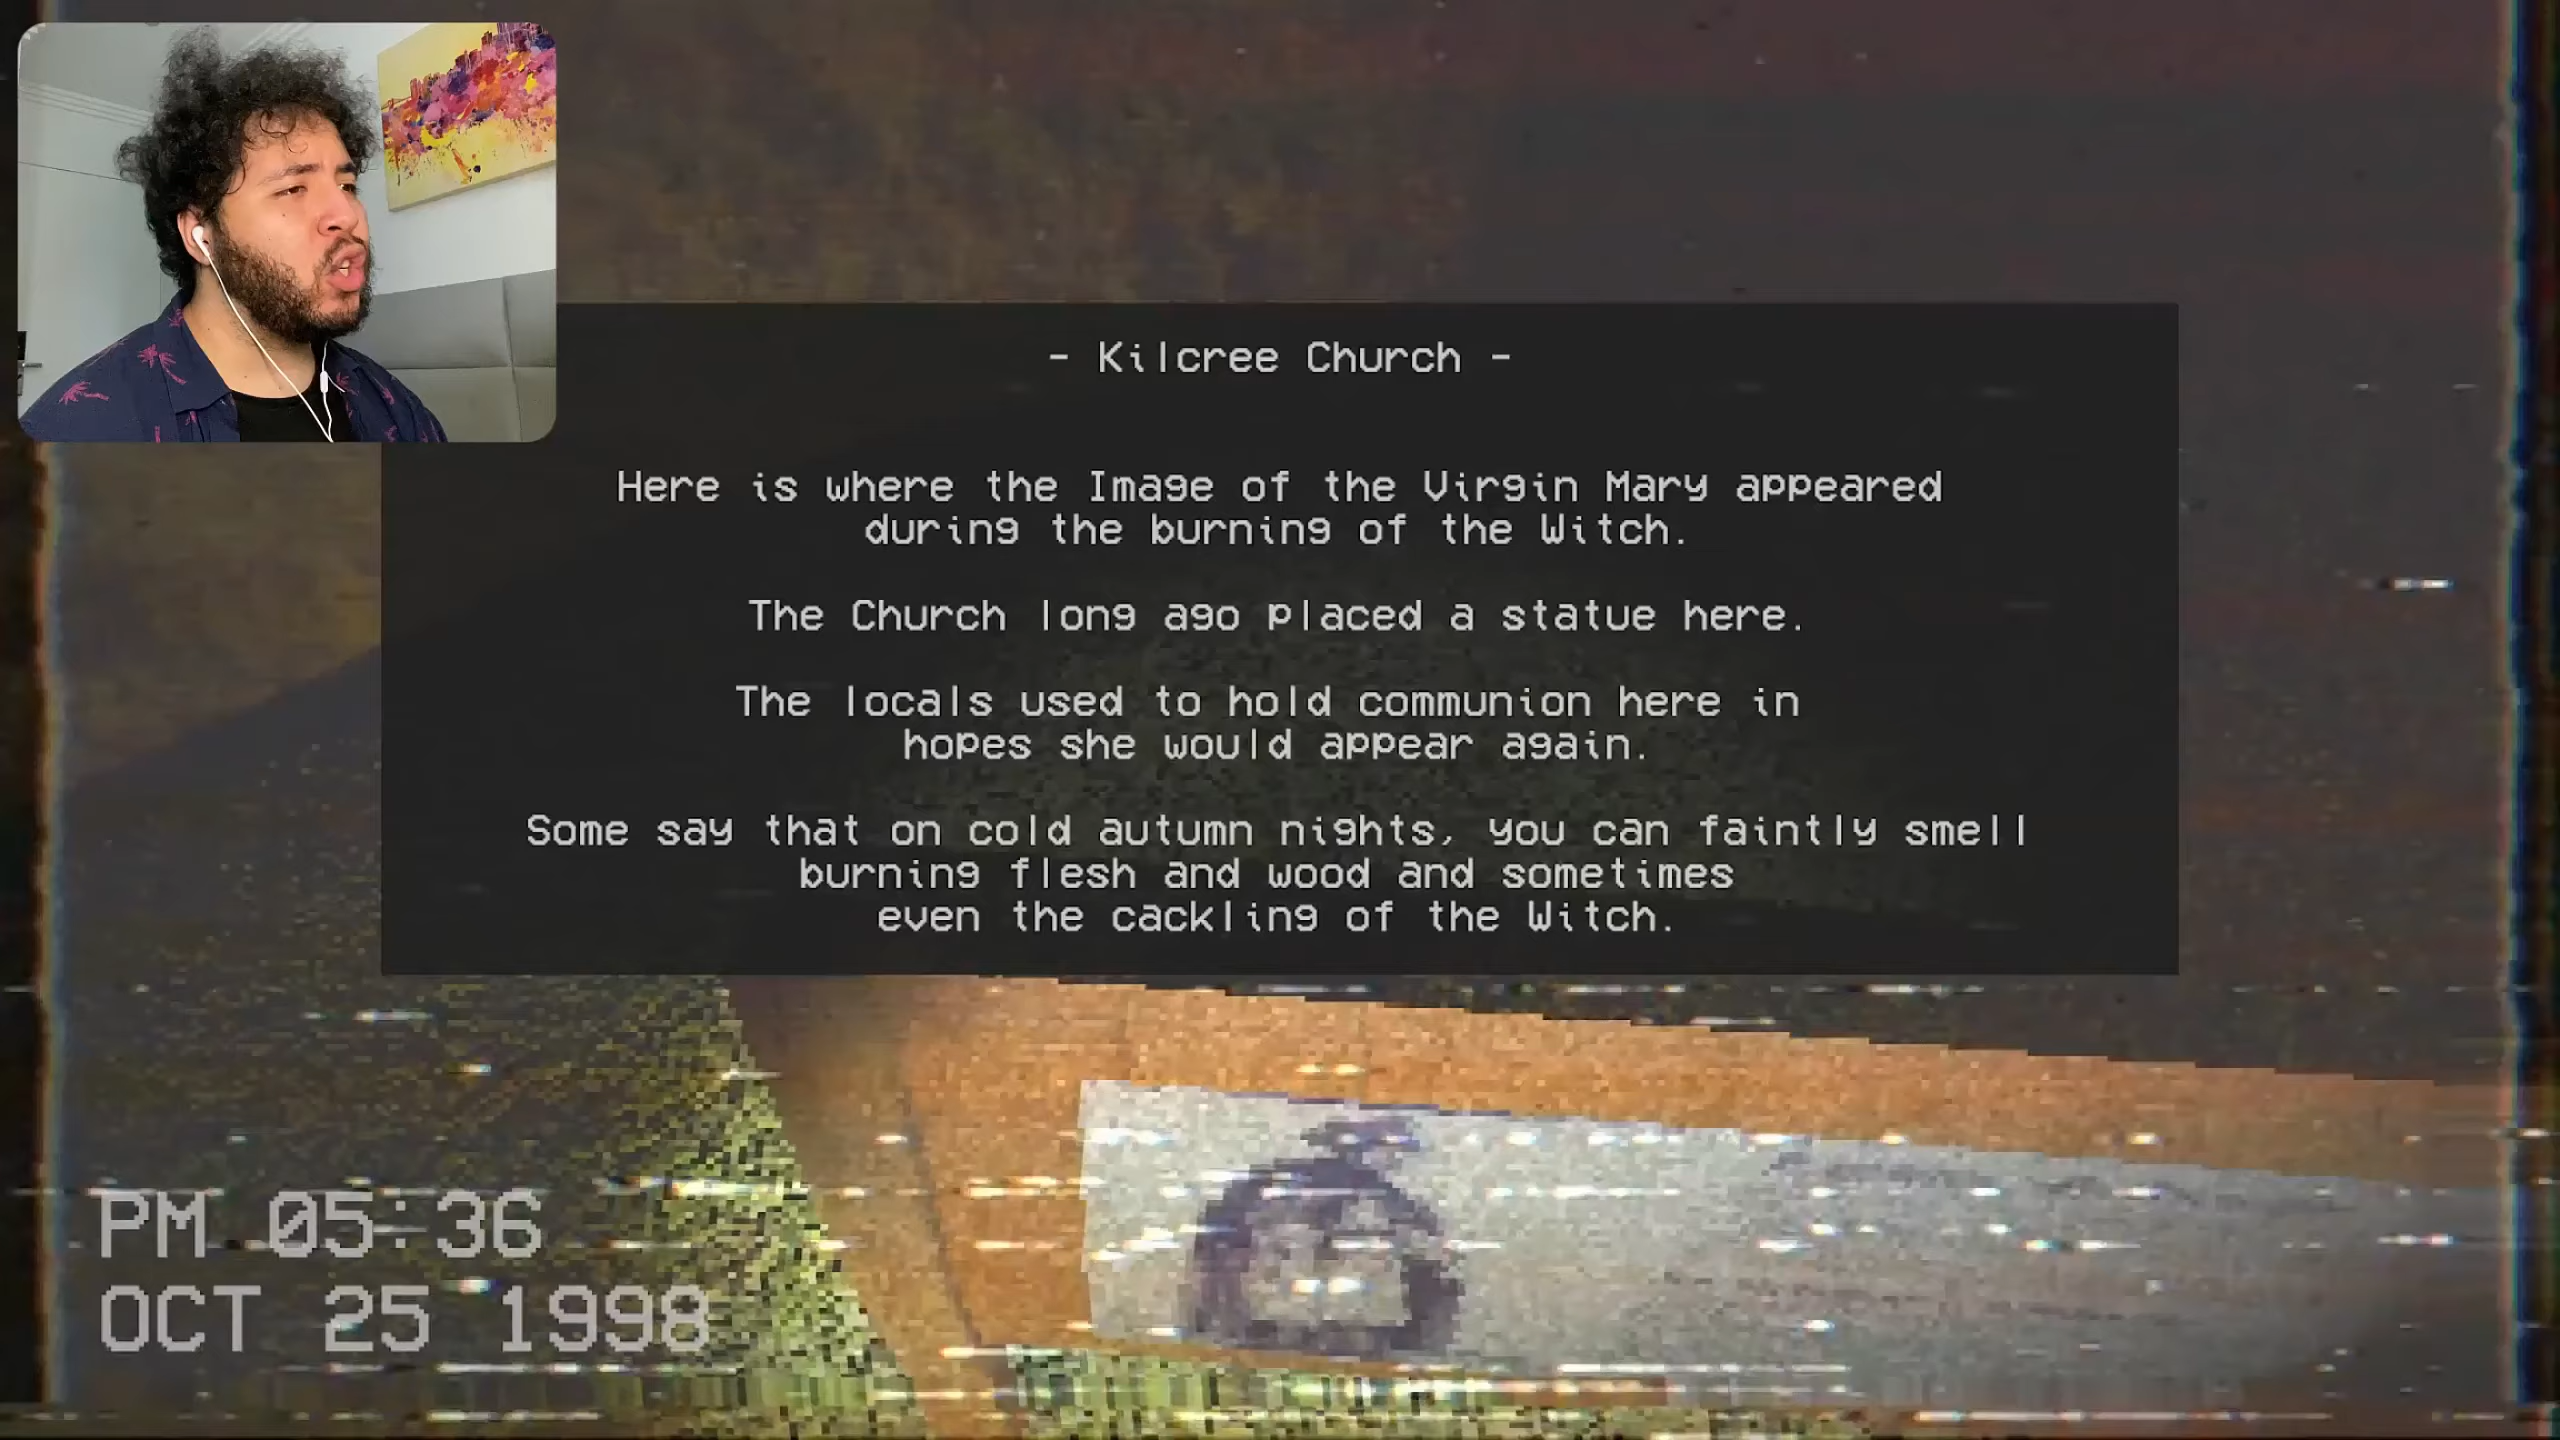 - Kilcree Church -
Here is where the Image of the Virgin Mary appeared
during the burning of the Witch.
The Church long ago placed a statue here.
The locals used to hold communion here in
hopes she would appear again.
Some say that on cold autumn nights, you can faintly smell
burning flesh and wood and sometimes
even the cackling of the Witch.
PM 05:36
OCT 25 1998